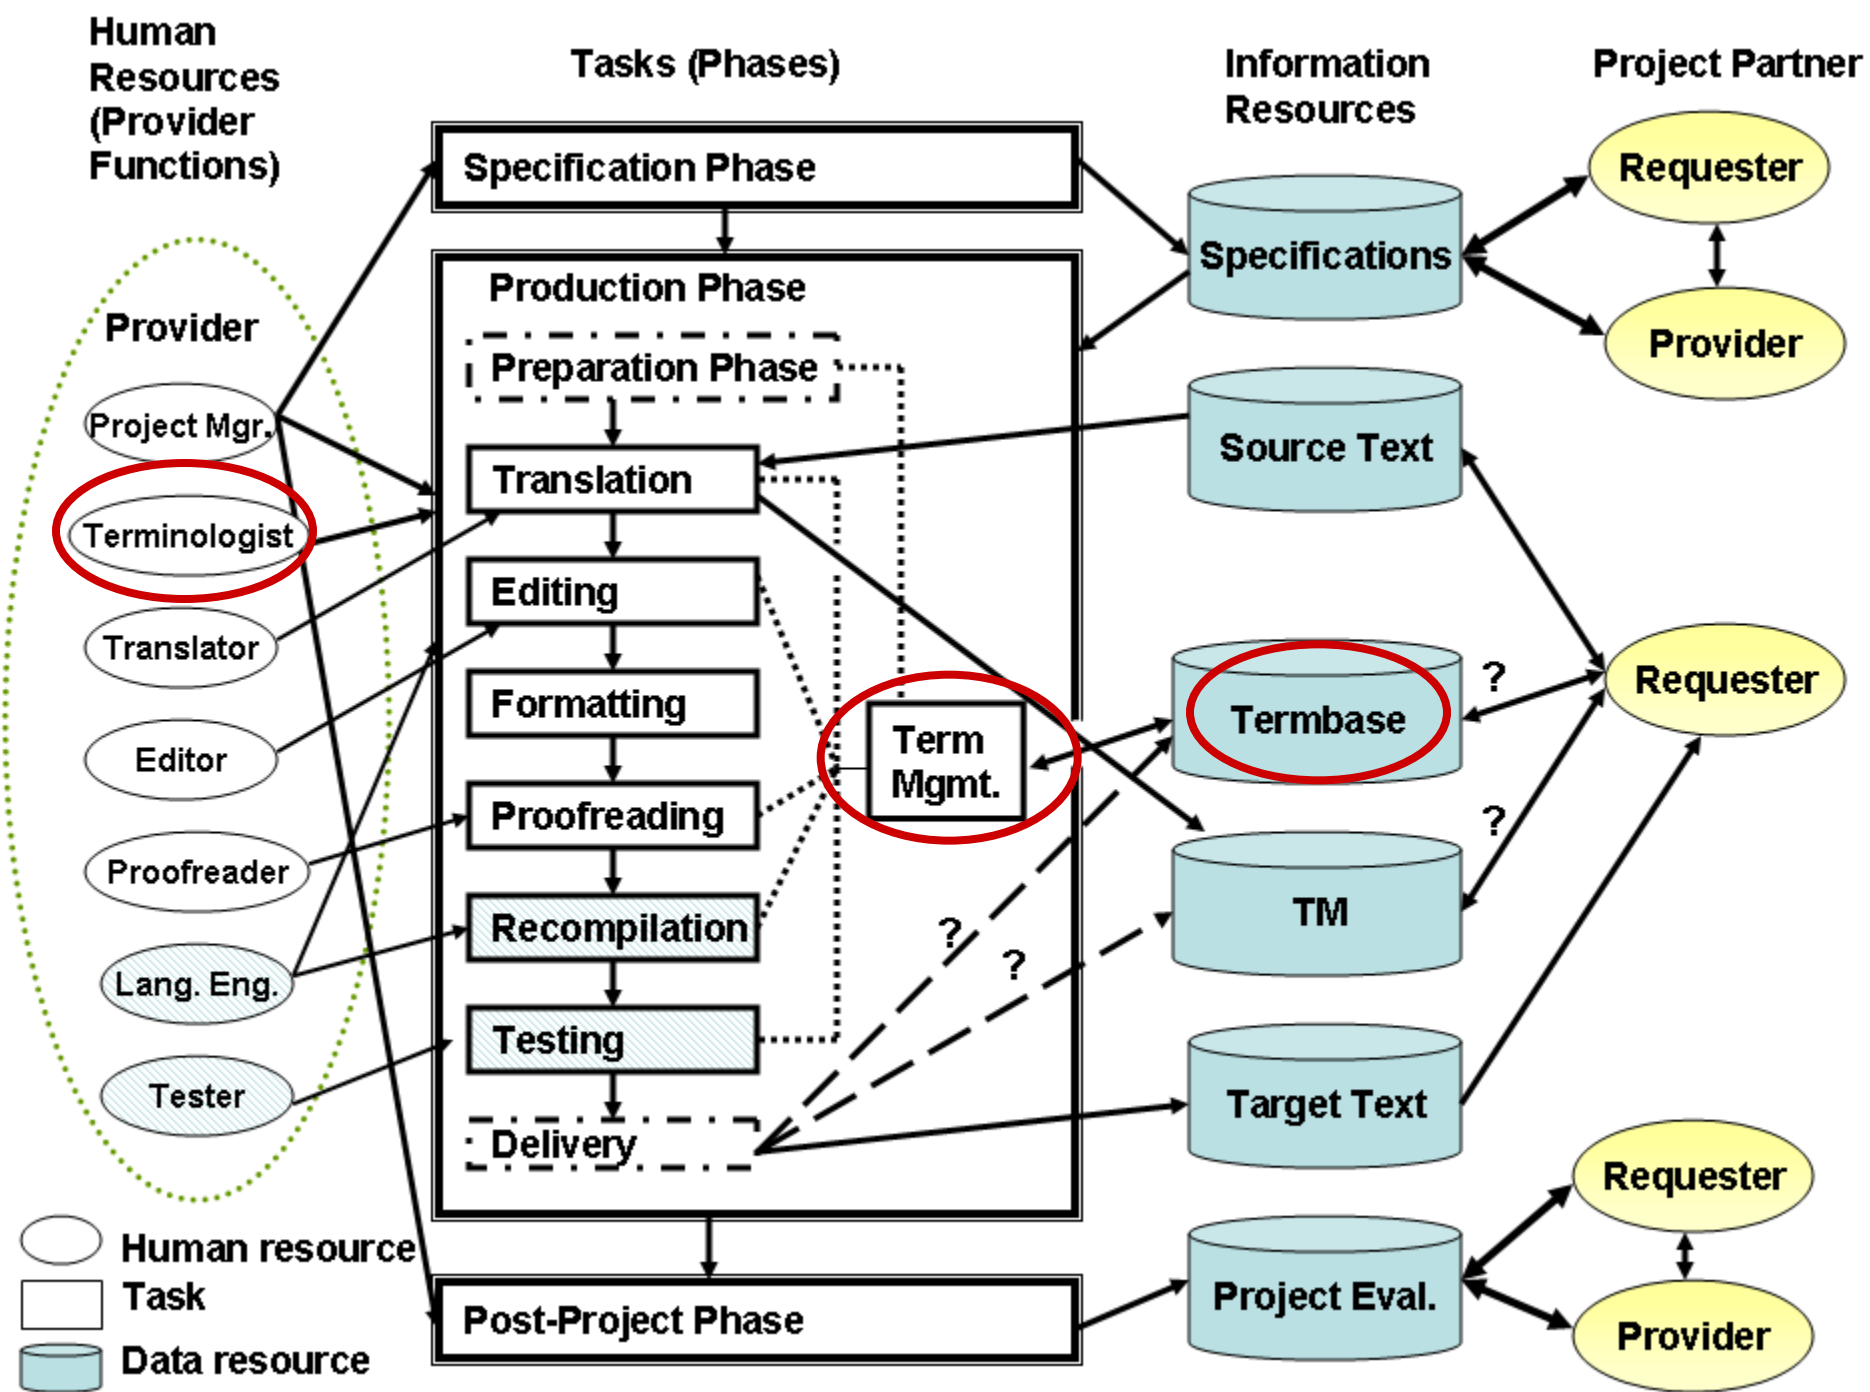 Human
Resources
(Provider
Functions)
Tasks (Phases)
Information
Resources
Project Partner
Specification Phase
Requester
Specifications
Provider
Production Phase
Preparation Phase
Provider
Project Mgr.
Terminologist
Translator
Editor
Proofreader
Lang. Eng.
Tester
Translation
Editing
Formatting
Proofreading
Recompilation
Testing
Delivery
Term
Mgmt.
Source Text
Termbase
?
Requester
?
TM
?
?
Target Text
Requester
Project Eval.
Provider
Post-Project Phase
Human resource
Task
Data resource